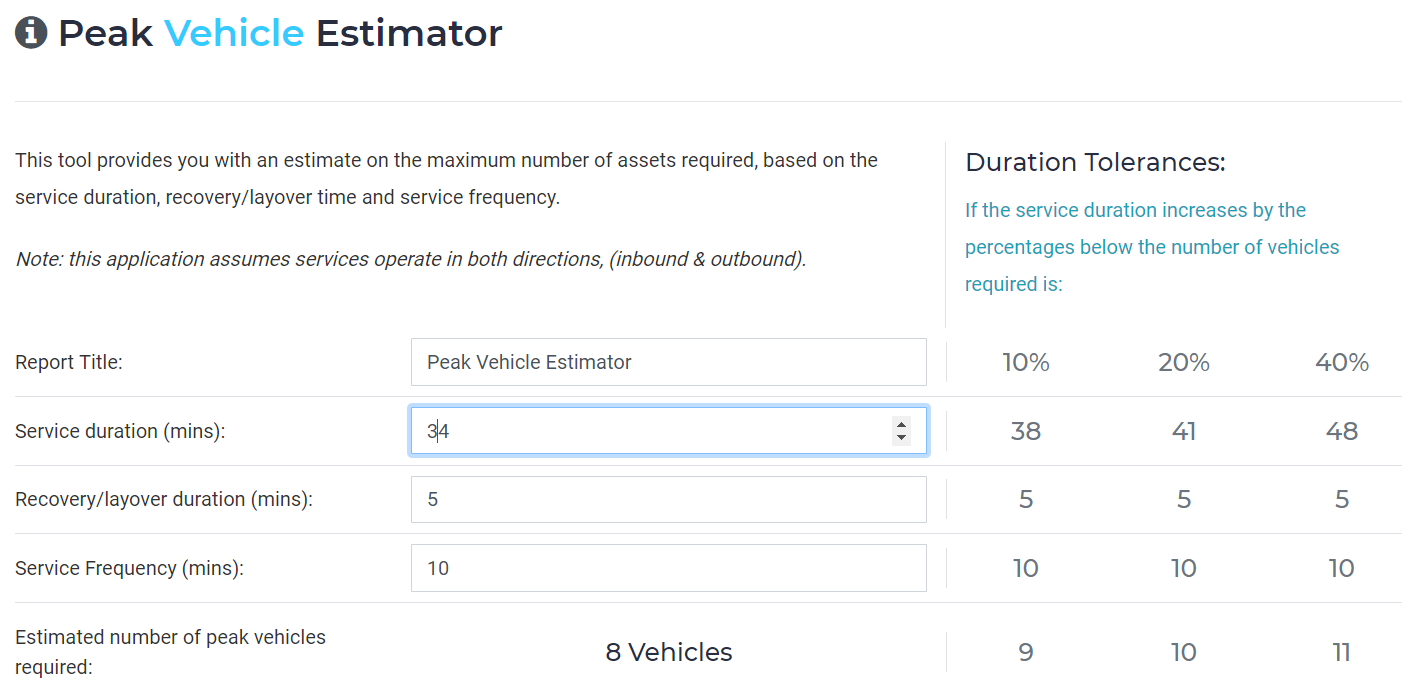 Peak Vehicle Estimator
This tool provides you with an estimate on the maximum number of assets required, based on the
service duration, recovery/layover time and service frequency.
Note: this application assumes services operate in both directions, (inbound & outbound).
Duration Tolerances:
If the service duration increases by the
percentages below the number of vehicles
required is:
Report Title: Peak Vehicle Estimator 10% 20% 40%
Service duration (mins): 34 38 41 48
Recovery/layover duration (mins): 5 5 5 5
Service Frequency (mins): 10 10 10 10
Estimated number of peak vehicles
required: 8 Vehicles 9 10 11